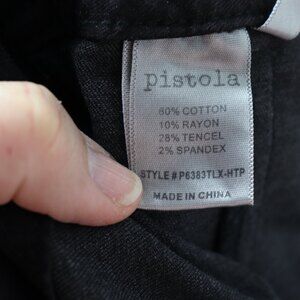 pistola
60% COTTON
10% RAYON
28% TENCEL
2% SPANDEX
STYLE # P6383TLX-HTP
MADE IN CHINA